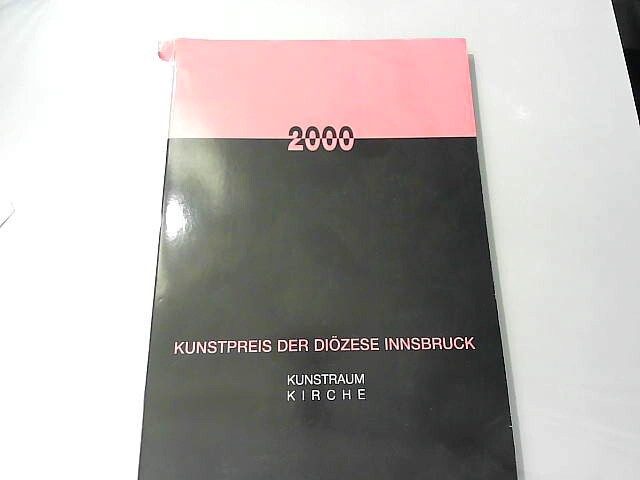 2000
KUNSTPREIS DER DIÖZESE INNSBRUCK
KUNSTRAUM
KIRCHE